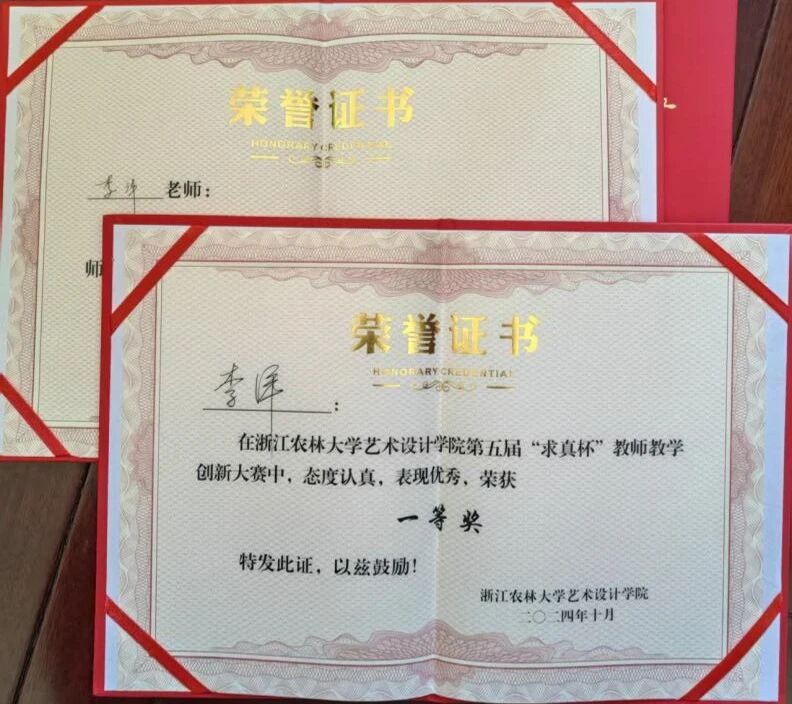 荣誉证书
HONORARY CREDENTIAL
老师：
师
荣誉证书
HONORARY CREDENTIAL
李泽：
在浙江农林大学艺术设计学院第五届“求真杯”教师教学
创新大赛中，态度认真，表现优秀，荣获
一等奖
特发此证，以兹鼓励！
浙江农林大学艺术设计学院
二〇二四年十月